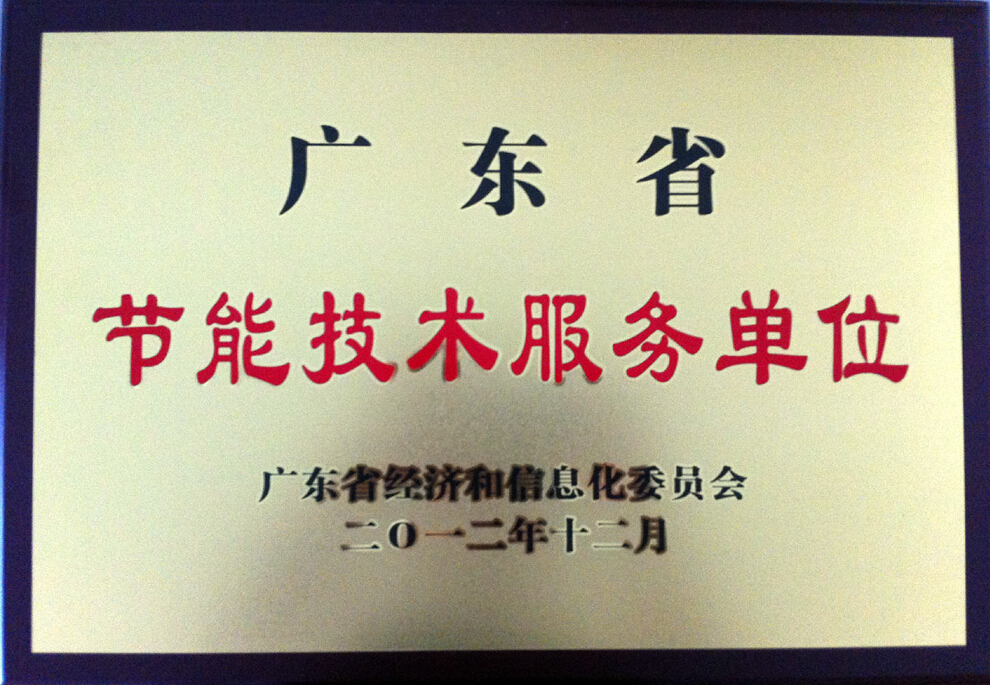 广东省
节能技术服务单位
广东省经济和信息化委员会
二〇一二年十二月